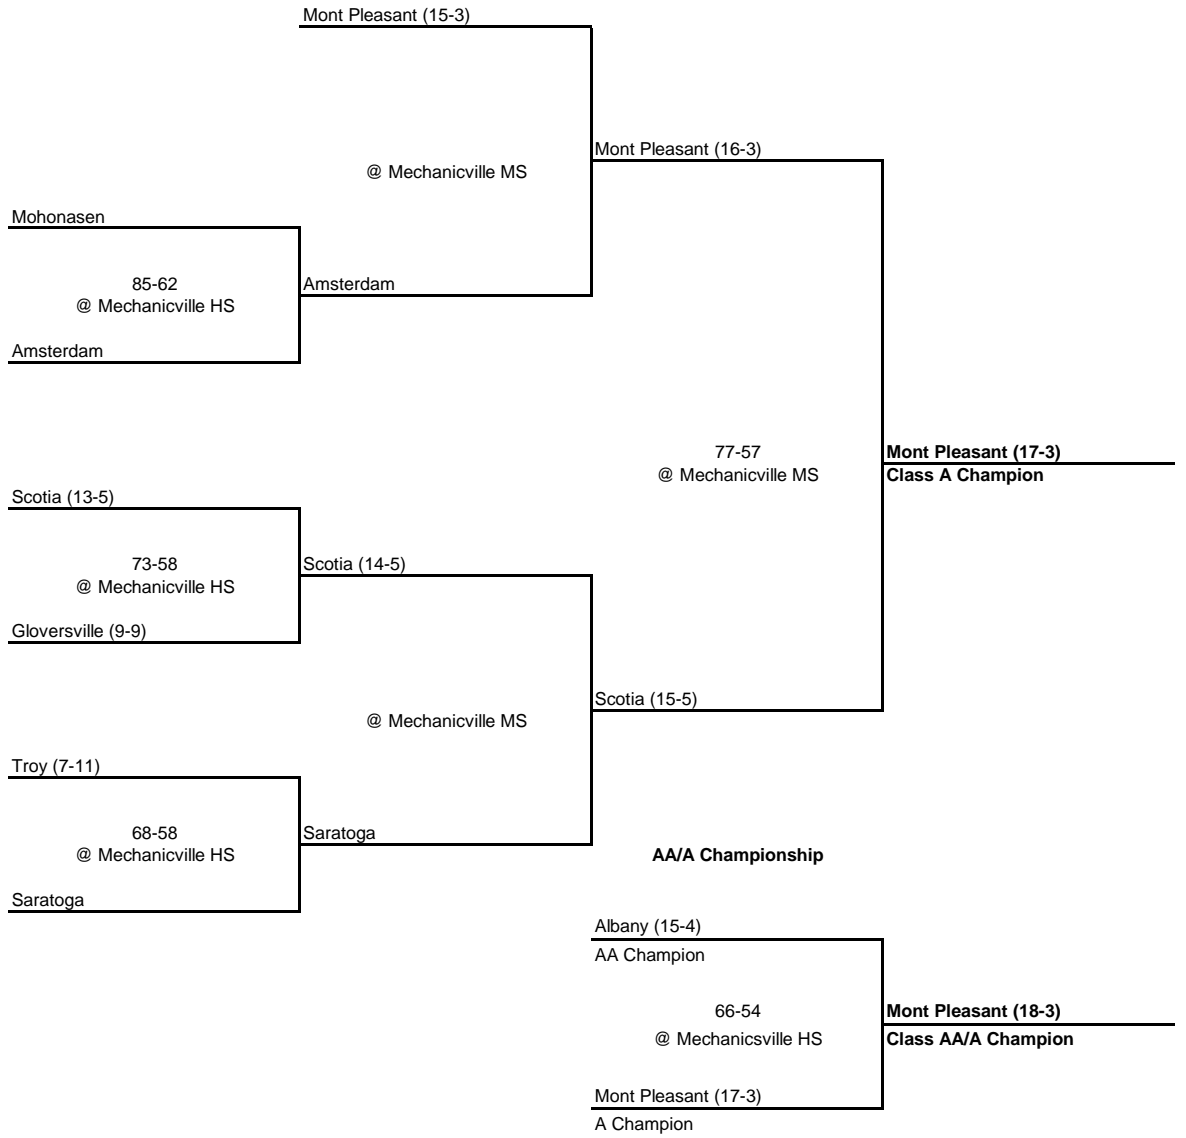 Mont Pleasant (15-3)
Mont Pleasant (16-3)
@ Mechanicville MS
Mohonasen
85-62
@ Mechanicville HS
Amsterdam
Amsterdam
77-57
@ Mechanicville MS
Mont Pleasant (17-3)
Class A Champion
Scotia (13-5)
73-58
@ Mechanicville HS
Scotia (14-5)
Gloversville (9-9)
Scotia (15-5)
@ Mechanicville MS
Troy (7-11)
68-58
@ Mechanicville HS
Saratoga
Saratoga
AA/A Championship
Albany (15-4)
AA Champion
66-54
@ Mechanicsville HS
Mont Pleasant (18-3)
Class AA/A Champion
Mont Pleasant (17-3)
A Champion